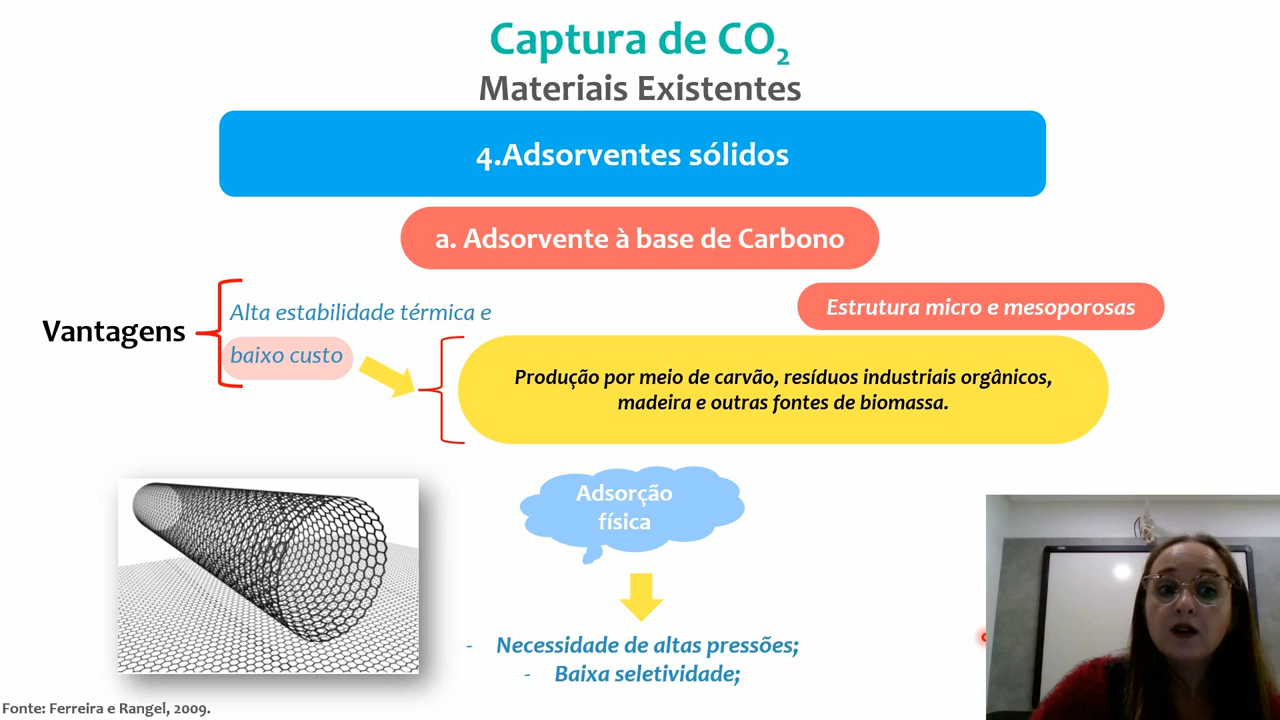 Captura de CO₂
Materiais Existentes
4.Adsorventes sólidos
a. Adsorvente à base de Carbono
Vantagens
Alta estabilidade térmica e
baixo custo
Estrutura micro e mesoporosas
Produção por meio de carvão, resíduos industriais orgânicos,
madeira e outras fontes de biomassa.
Adsorção
física
- Necessidade de altas pressões;
- Baixa seletividade;
Fonte: Ferreira e Rangel, 2009.